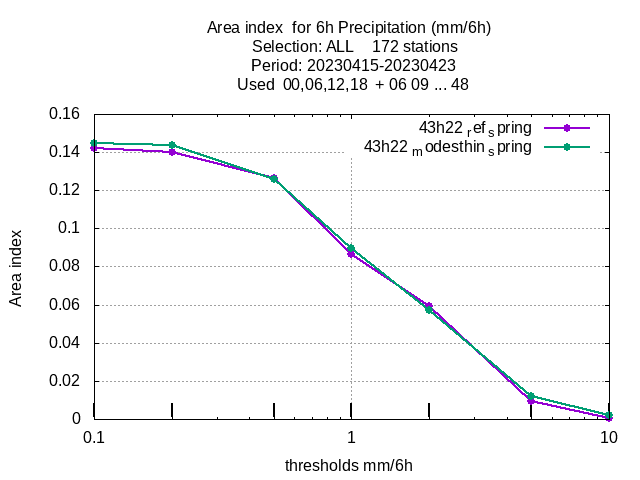 Area index  for 6h Precipitation (mm/6h)
Selection: ALL    172 stations
Period: 20230415-20230423
Used  00,06,12,18  + 06 09 ... 48
43h22 ref spring
43h22 modesthin spring
0.16
0.14
0.12
0.1
0.08
0.06
0.04
0.02
0
Area index
0.1
1
10
thresholds mm/6h